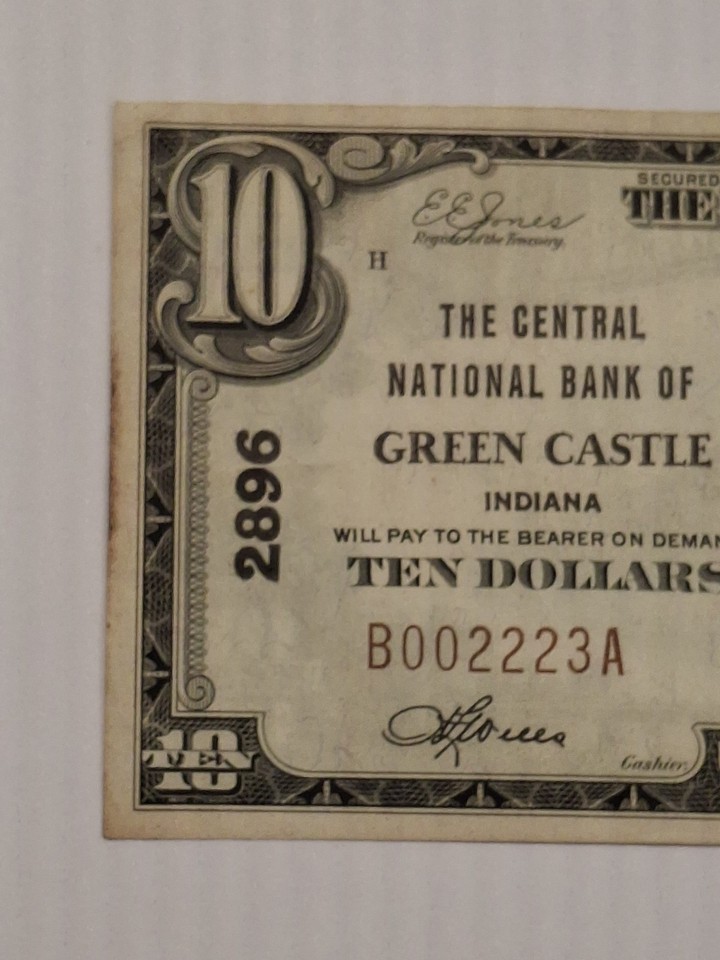 10
SECURED
THE
E E Jones
Register of the Treasury.
H
THE CENTRAL
NATIONAL BANK OF
GREEN CASTLE
INDIANA
2896
WILL PAY TO THE BEARER ON DEMAN
TEN DOLLARS
B002223A
Cashier.
10
TEN